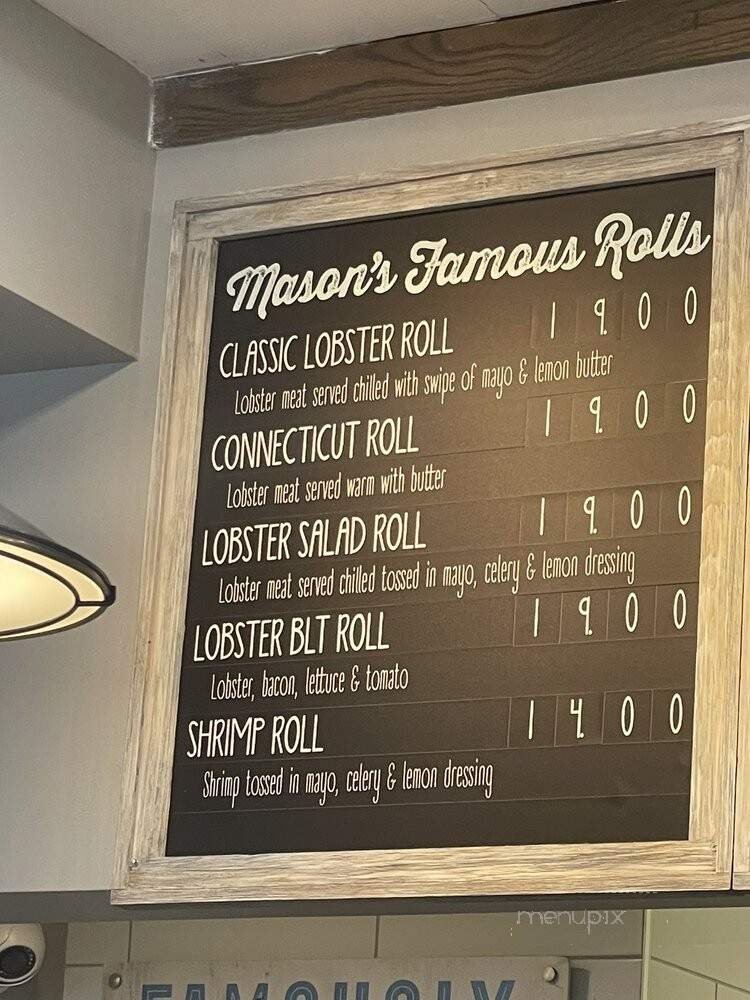 Mason's Famous Rolls
CLASSIC LOBSTER ROLL 19.00
Lobster meat served chilled with swipe of mayo & lemon butter
CONNECTICUT ROLL 19.00
Lobster meat served warm with butter
LOBSTER SALAD ROLL 19.00
Lobster meat served chilled tossed in mayo, celery & lemon dressing
LOBSTER BLT ROLL 19.00
Lobster, bacon, lettuce & tomato
SHRIMP ROLL 14.00
Shrimp tossed in mayo, celery & lemon dressing
menupix
FAMOUSLY